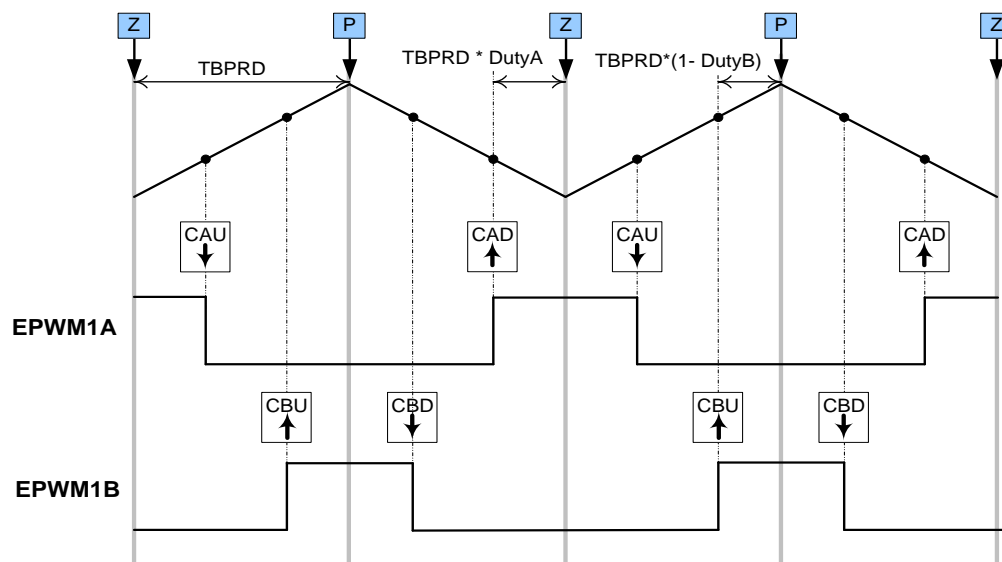 Z P Z P Z
TBPRD TBPRD * DutyA TBPRD*(1- DutyB)
CAU CAD CAU CAD
EPWM1A
CBU CBD CBU CBD
EPWM1B